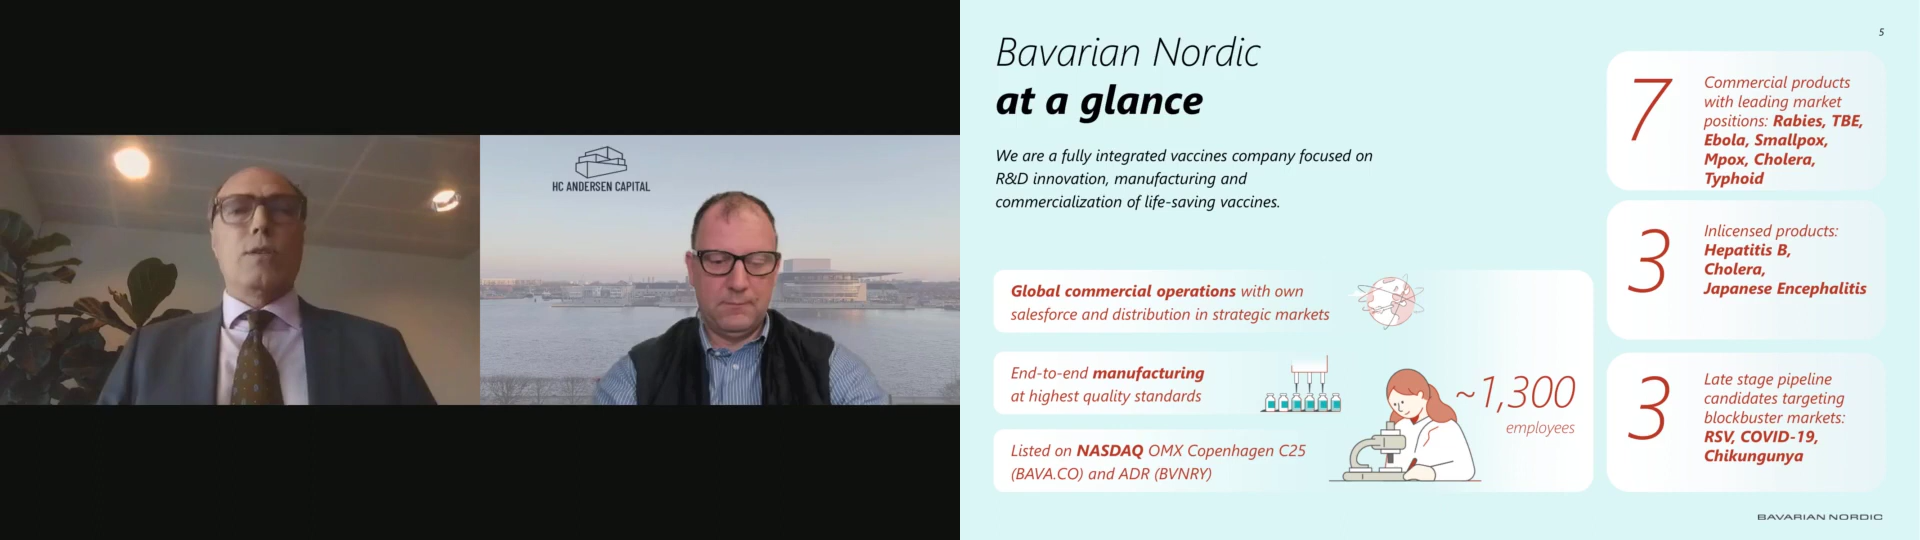 HC ANDERSEN CAPITAL
Bavarian Nordic
at a glance
We are a fully integrated vaccines company focused on
R&D innovation, manufacturing and
commercialization of life-saving vaccines.
Global commercial operations with own
salesforce and distribution in strategic markets
End-to-end manufacturing
at highest quality standards
Listed on NASDAQ OMX Copenhagen C25
(BAVA.CO) and ADR (BVNRY)
~1,300
employees
5
7
Commercial products
with leading market
positions: Rabies, TBE,
Ebola, Smallpox,
Mpox, Cholera,
Typhoid
3
Inlicensed products:
Hepatitis B,
Cholera,
Japanese Encephalitis
3
Late stage pipeline
candidates targeting
blockbuster markets:
RSV, COVID-19,
Chikungunya
BAVARIAN NORDIC